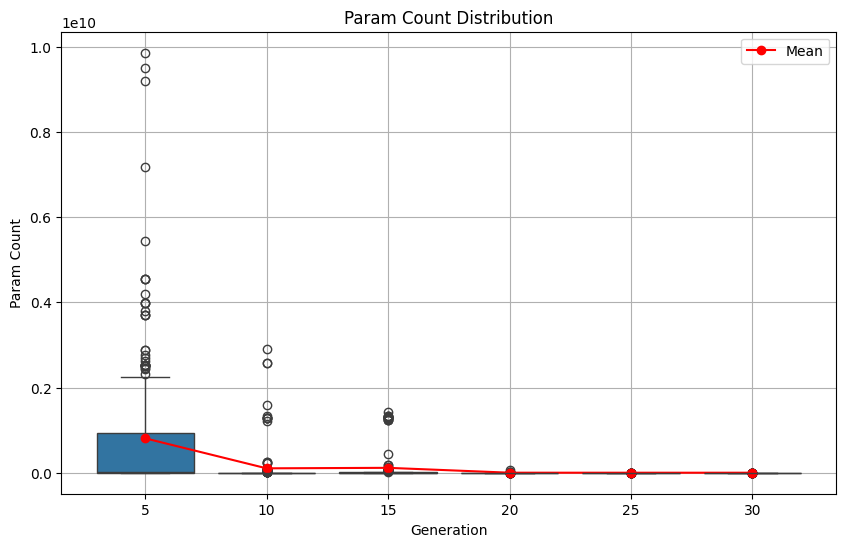 Param Count Distribution
1e10
Mean
1.0
0.8
0.6
0.4
0.2
0.0
Param Count
5 10 15 20 25 30
Generation